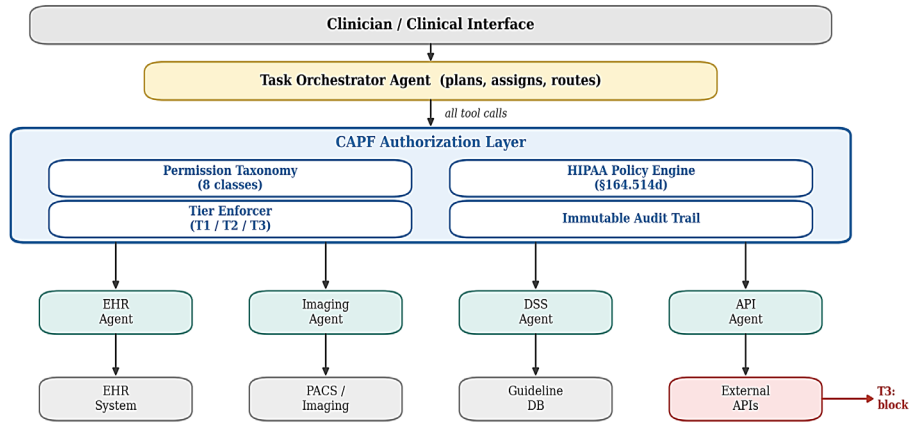 Clinician / Clinical Interface
Task Orchestrator Agent (plans, assigns, routes)
all tool calls
CAPF Authorization Layer
Permission Taxonomy
(8 classes)
HIPAA Policy Engine
(§164.514d)
Tier Enforcer
(T1 / T2 / T3)
Immutable Audit Trail
EHR
Agent
Imaging
Agent
DSS
Agent
API
Agent
EHR
System
PACS /
Imaging
Guideline
DB
External
APIs
T3:
block